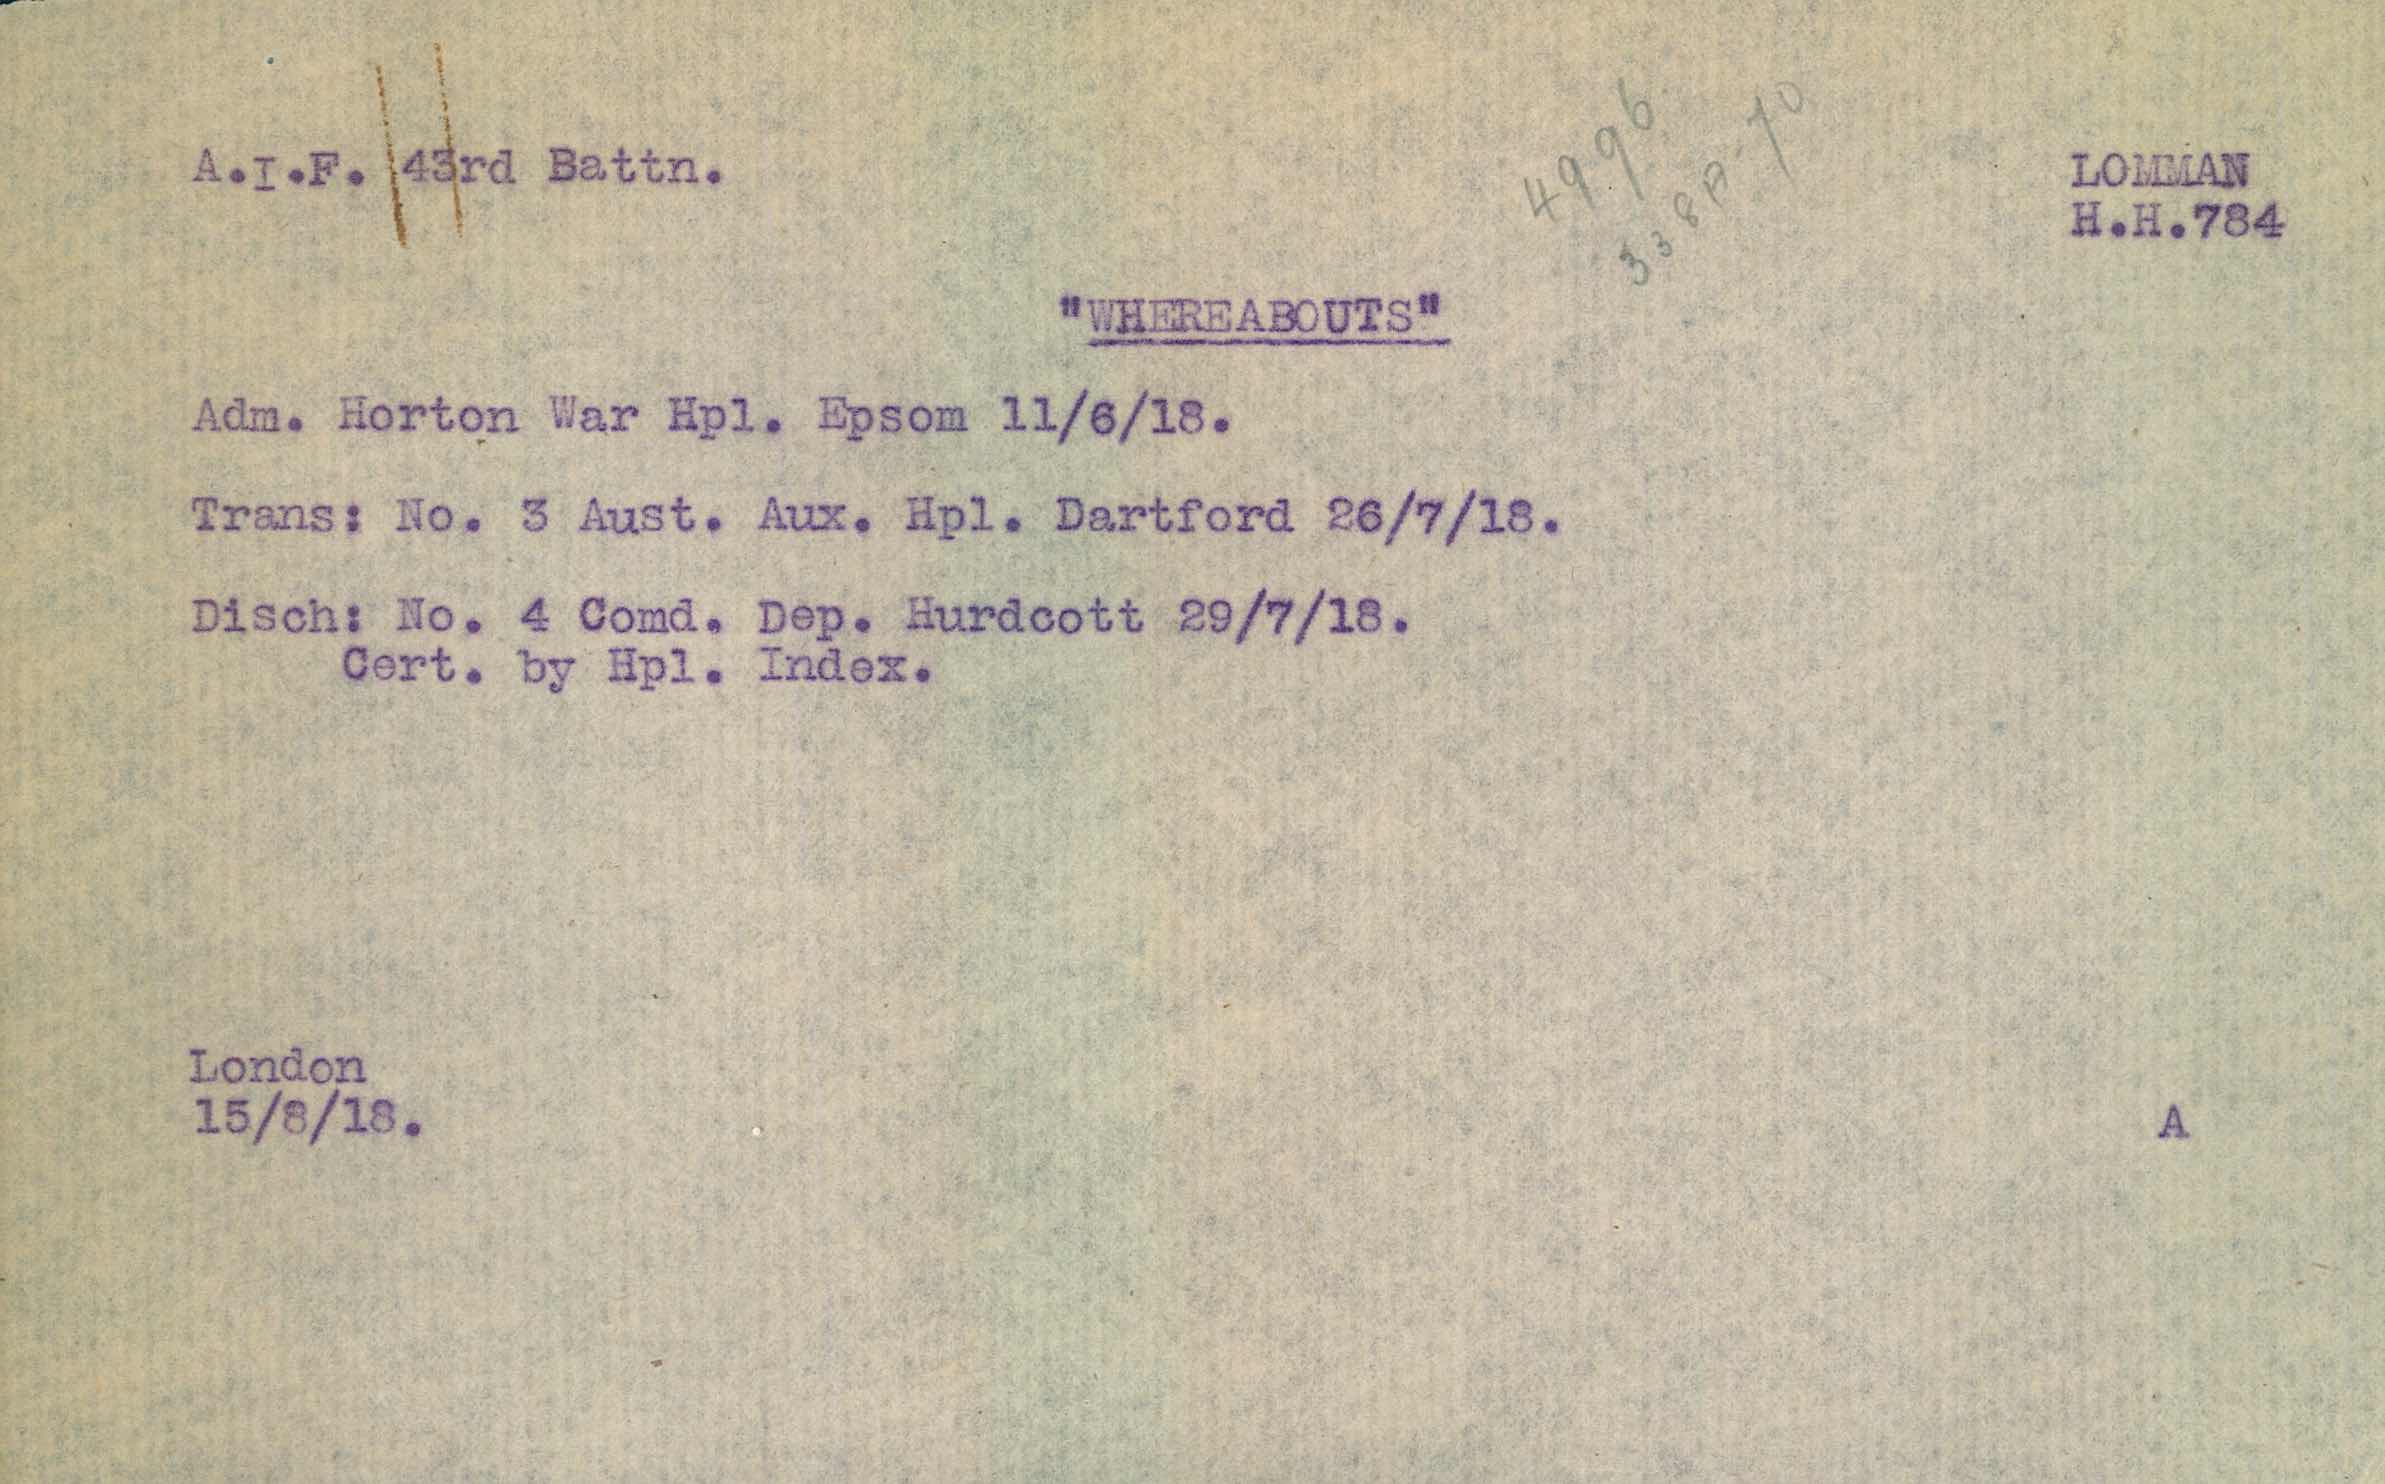 4996
338A 70
A.I.F. 43rd Battn.
LOMMAN
H.H.784
"WHEREABOUTS"
Adm. Horton War Hpl. Epsom 11/6/18.
Trans: No. 3 Aust. Aux. Hpl. Dartford 26/7/18.
Disch: No. 4 Comd. Dep. Hurdcott 29/7/18.
Cert. by Hpl. Index.
London
15/8/18.
A